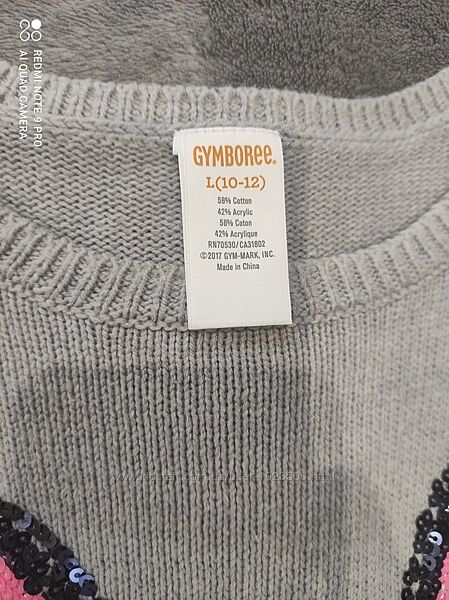 REDMI NOTE 9 PRO
AI QUAD CAMERA
GYMBOREE.
L(10-12)
58% Cotton
42% Acrylic
58% Coton
42% Acrylique
RN70530/CA31802
©2017 GYM-MARK, INC.
Made in China